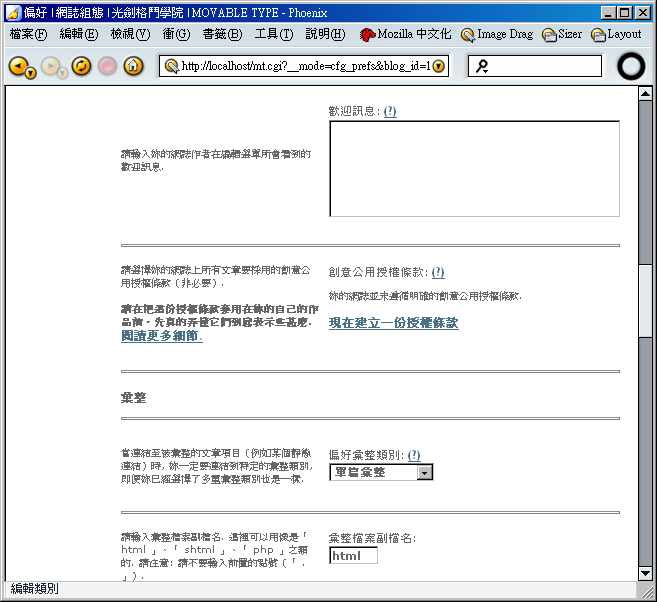 偏好 | 網誌組態 | 光劍格鬥學院 | MOVABLE TYPE - Phoenix
檔案(F) 編輯(E) 檢視(V) 衝(G) 書籤(B) 工具(T) 說明(H) Mozilla 中文化 Image Drag Sizer Layout
http://localhost/mt.cgi?__mode=cfg_prefs&blog_id=1
歡迎訊息: (?)
請輸入妳的網誌作者在編輯選單所會看到的
歡迎訊息.
請選擇妳的網誌上所有文章要採用的創意公
用授權條款 (非必要) .
創意公用授權條款: (?)
妳的網誌並未遵循明確的創意公用授權條款.
請在把這份授權條款套用在妳的自己的作
品前, 先真的弄懂它們到底表示些甚麼.
閱讀更多細節.
現在建立一份授權條款
彙整
當連結至被彙整的文章項目 (例如某個靜態
連結) 時, 妳一定要連結到特定的彙整類別,
即便妳已經選擇了多重彙整類別也是一樣.
偏好彙整類別: (?)
單篇彙整
請輸入彙整檔案副檔名. 這裡可以用像是「
html 」、「 shtml 」、「 php 」之類
的. 請注意: 請不要輸入前置的點號 (「 .
」) .
彙整檔案副檔名:
html
編輯類別